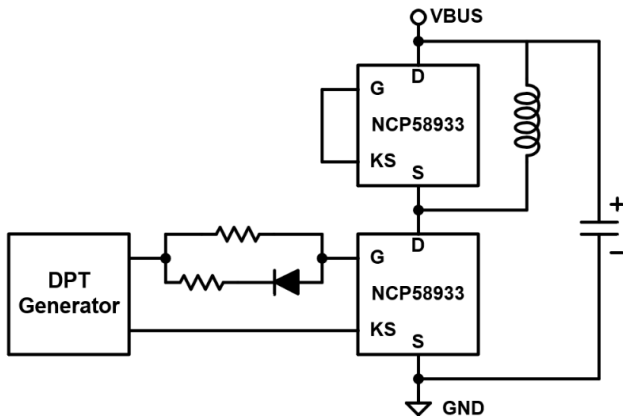 VBUS
D
G
NCP58933
KS
S
+
D
G
NCP58933
KS
S
−
DPT
Generator
GND